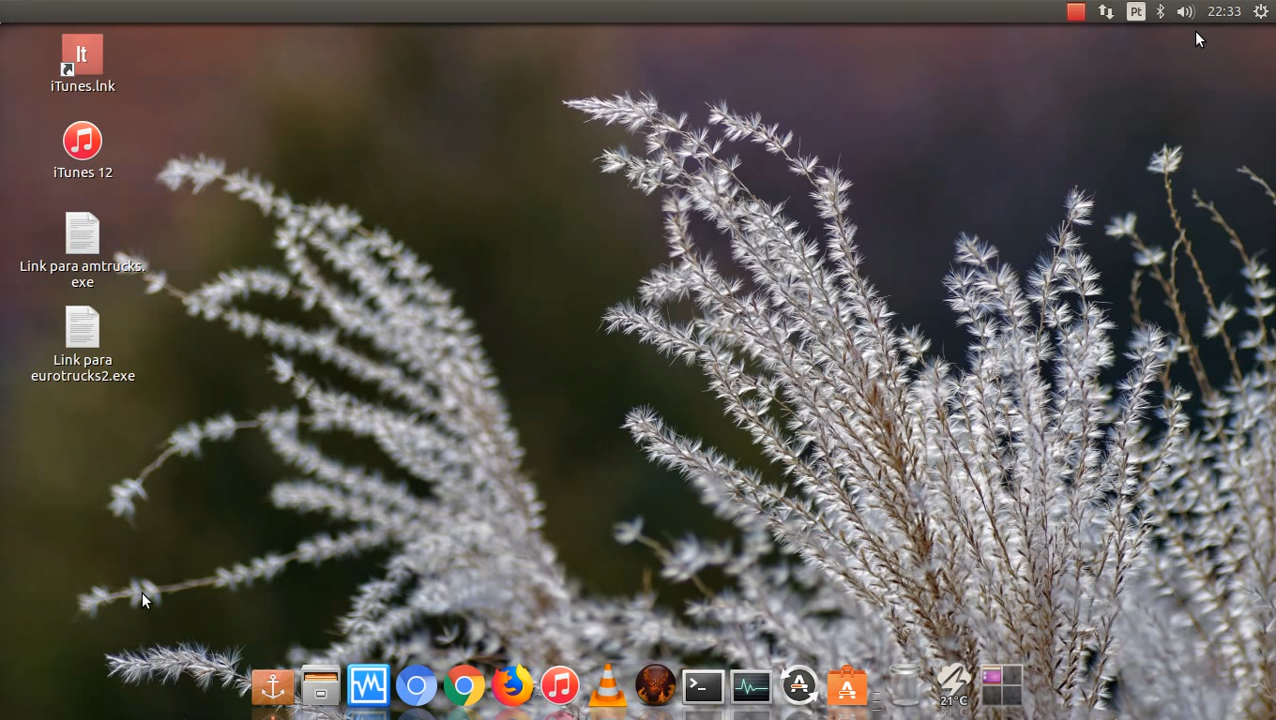 Pt
22:33
It
iTunes.lnk
iTunes 12
Link para amtrucks.
exe
Link para
eurotrucks2.exe
>_
A
A
21°C